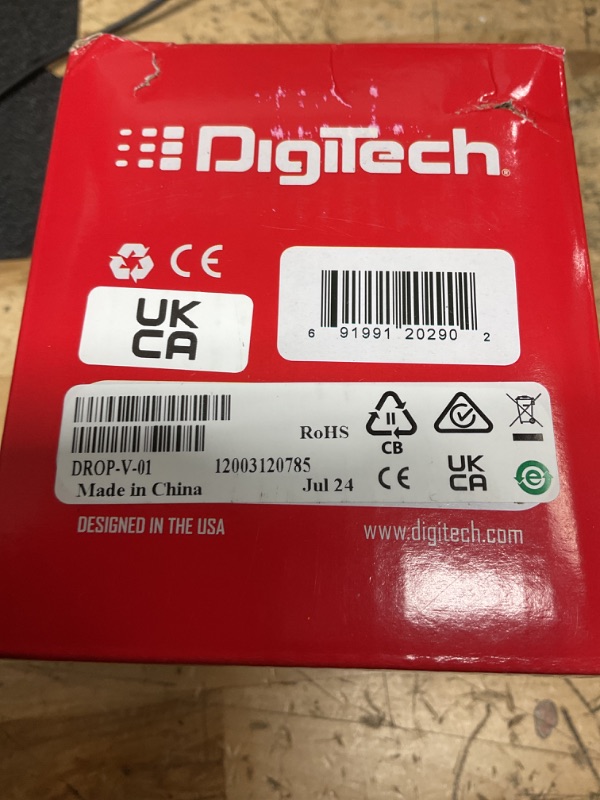 DigiTech®
CE
UK
CA
6 91991 20290 2
RoHS
CB
DROP-V-01 12003120785
Made in China Jul 24
CE
UK
CA
e
DESIGNED IN THE USA
www.digitech.com